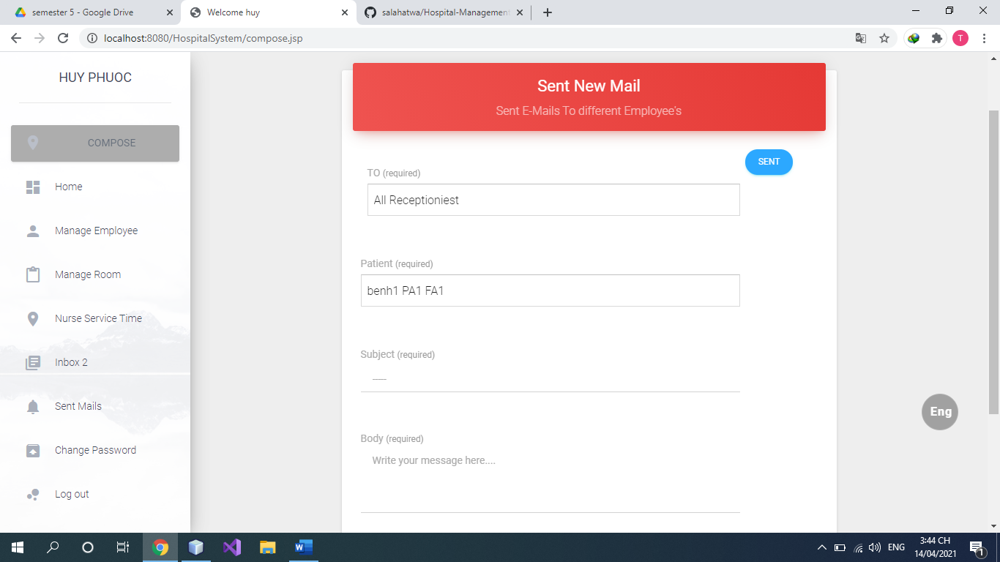 semester 5 - Google Drive
Welcome huy
salahatwa/Hospital-Management
localhost:8080/HospitalSystem/compose.jsp
T
HUY PHUOC
COMPOSE
Home
Manage Employee
Manage Room
Nurse Service Time
Inbox 2
Sent Mails
Change Password
Log out
Sent New Mail
Sent E-Mails To different Employee's
SENT
TO (required)
All Receptioniest
Patient (required)
benh1 PA1 FA1
Subject (required)
----
Body (required)
Write your message here....
Eng
ENG
3:44 CH
14/04/2021
1